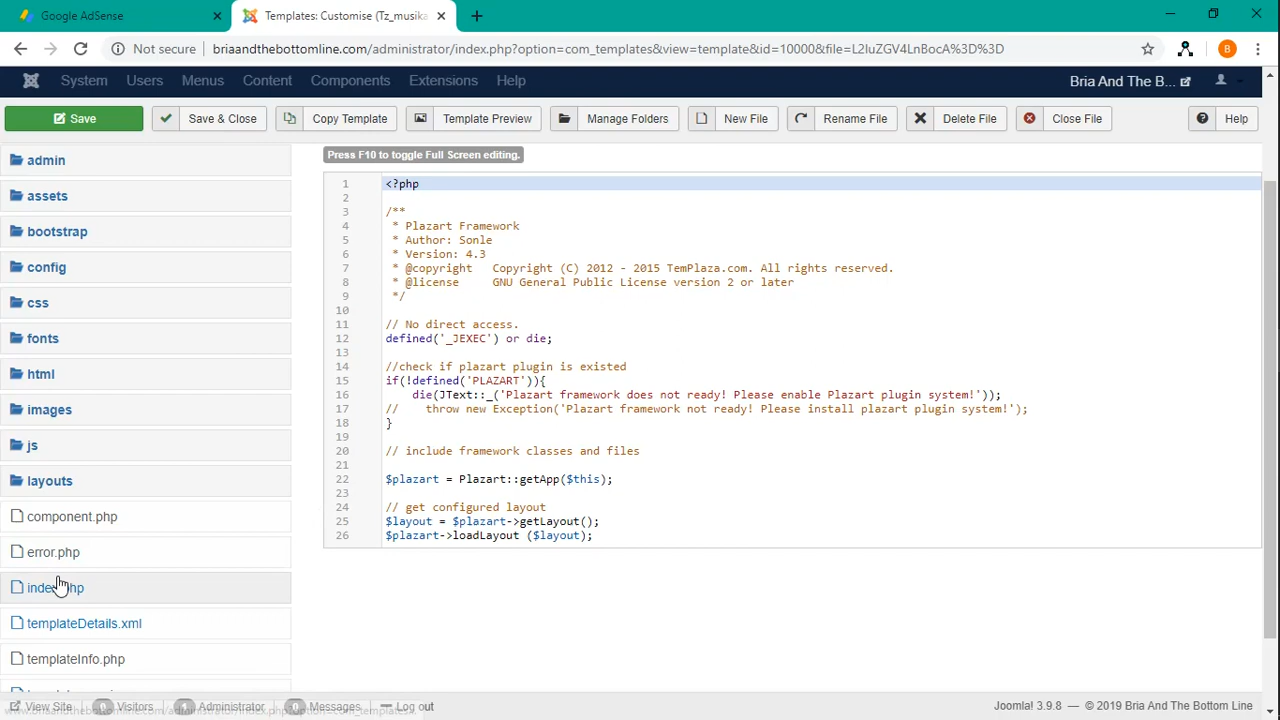 Google AdSense
Templates: Customise (Tz_musika
Not secure
briaandthebottomline.com/administrator/index.php?option=com_templates&view=template&id=10000&file=L2luZGV4LnBocA%3D%3D
B
System
Users
Menus
Content
Components
Extensions
Help
Bria And The B...
Save
Save & Close
Copy Template
Template Preview
Manage Folders
New File
Rename File
Delete File
Close File
Help
admin
assets
bootstrap
config
css
fonts
html
images
js
layouts
component.php
error.php
index.php
templateDetails.xml
templateInfo.php
Press F10 to toggle Full Screen editing.
1 <?php
2
3 /**
4 * Plazart Framework
5 * Author: Sonle
6 * Version: 4.3
7 * @copyright Copyright (C) 2012 - 2015 TemPlaza.com. All rights reserved.
8 * @license GNU General Public License version 2 or later
9 */
10
11 // No direct access.
12 defined('_JEXEC') or die;
13
14 //check if plazart plugin is existed
15 if(!defined('PLAZART')){
16 die(JText::_('Plazart framework does not ready! Please enable Plazart plugin system!'));
17 // throw new Exception('Plazart framework not ready! Please install plazart plugin system!');
18 }
19
20 // include framework classes and files
21
22 $plazart = Plazart::getApp($this);
23
24 // get configured layout
25 $layout = $plazart->getLayout();
26 $plazart->loadLayout ($layout);
View Site
0 Visitors
1 Administrator
0 Messages
Log out
Joomla! 3.9.8 — © 2019 Bria And The Bottom Line